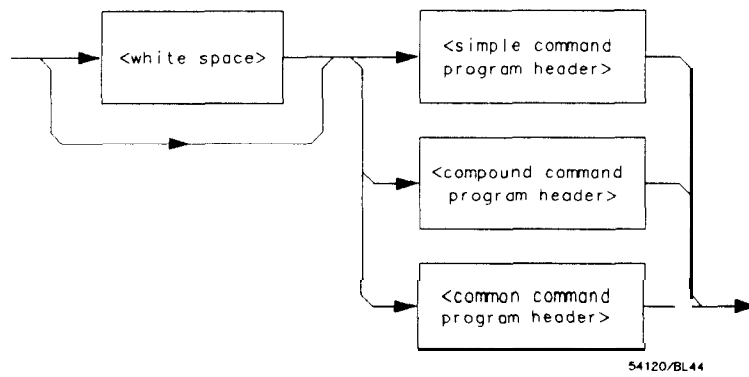 <white space>
<simple command
program header>
<compound command
program header>
<common command
program header>
54120/BL44